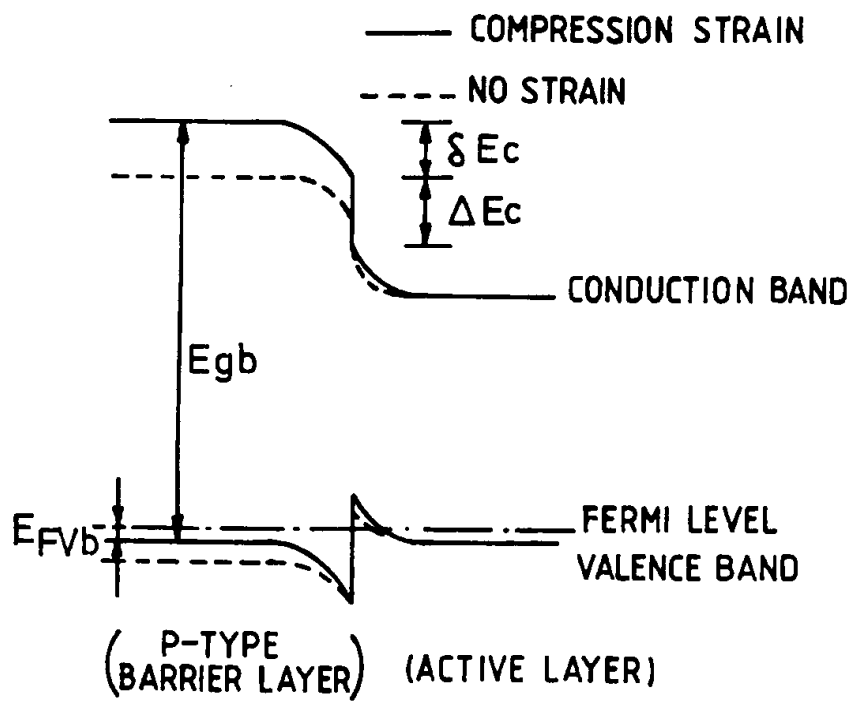 COMPRESSION STRAIN
NO STRAIN
δEc
ΔEc
CONDUCTION BAND
Egb
EFVb
FERMI LEVEL
VALENCE BAND
(P-TYPE
BARRIER LAYER)
(ACTIVE LAYER)